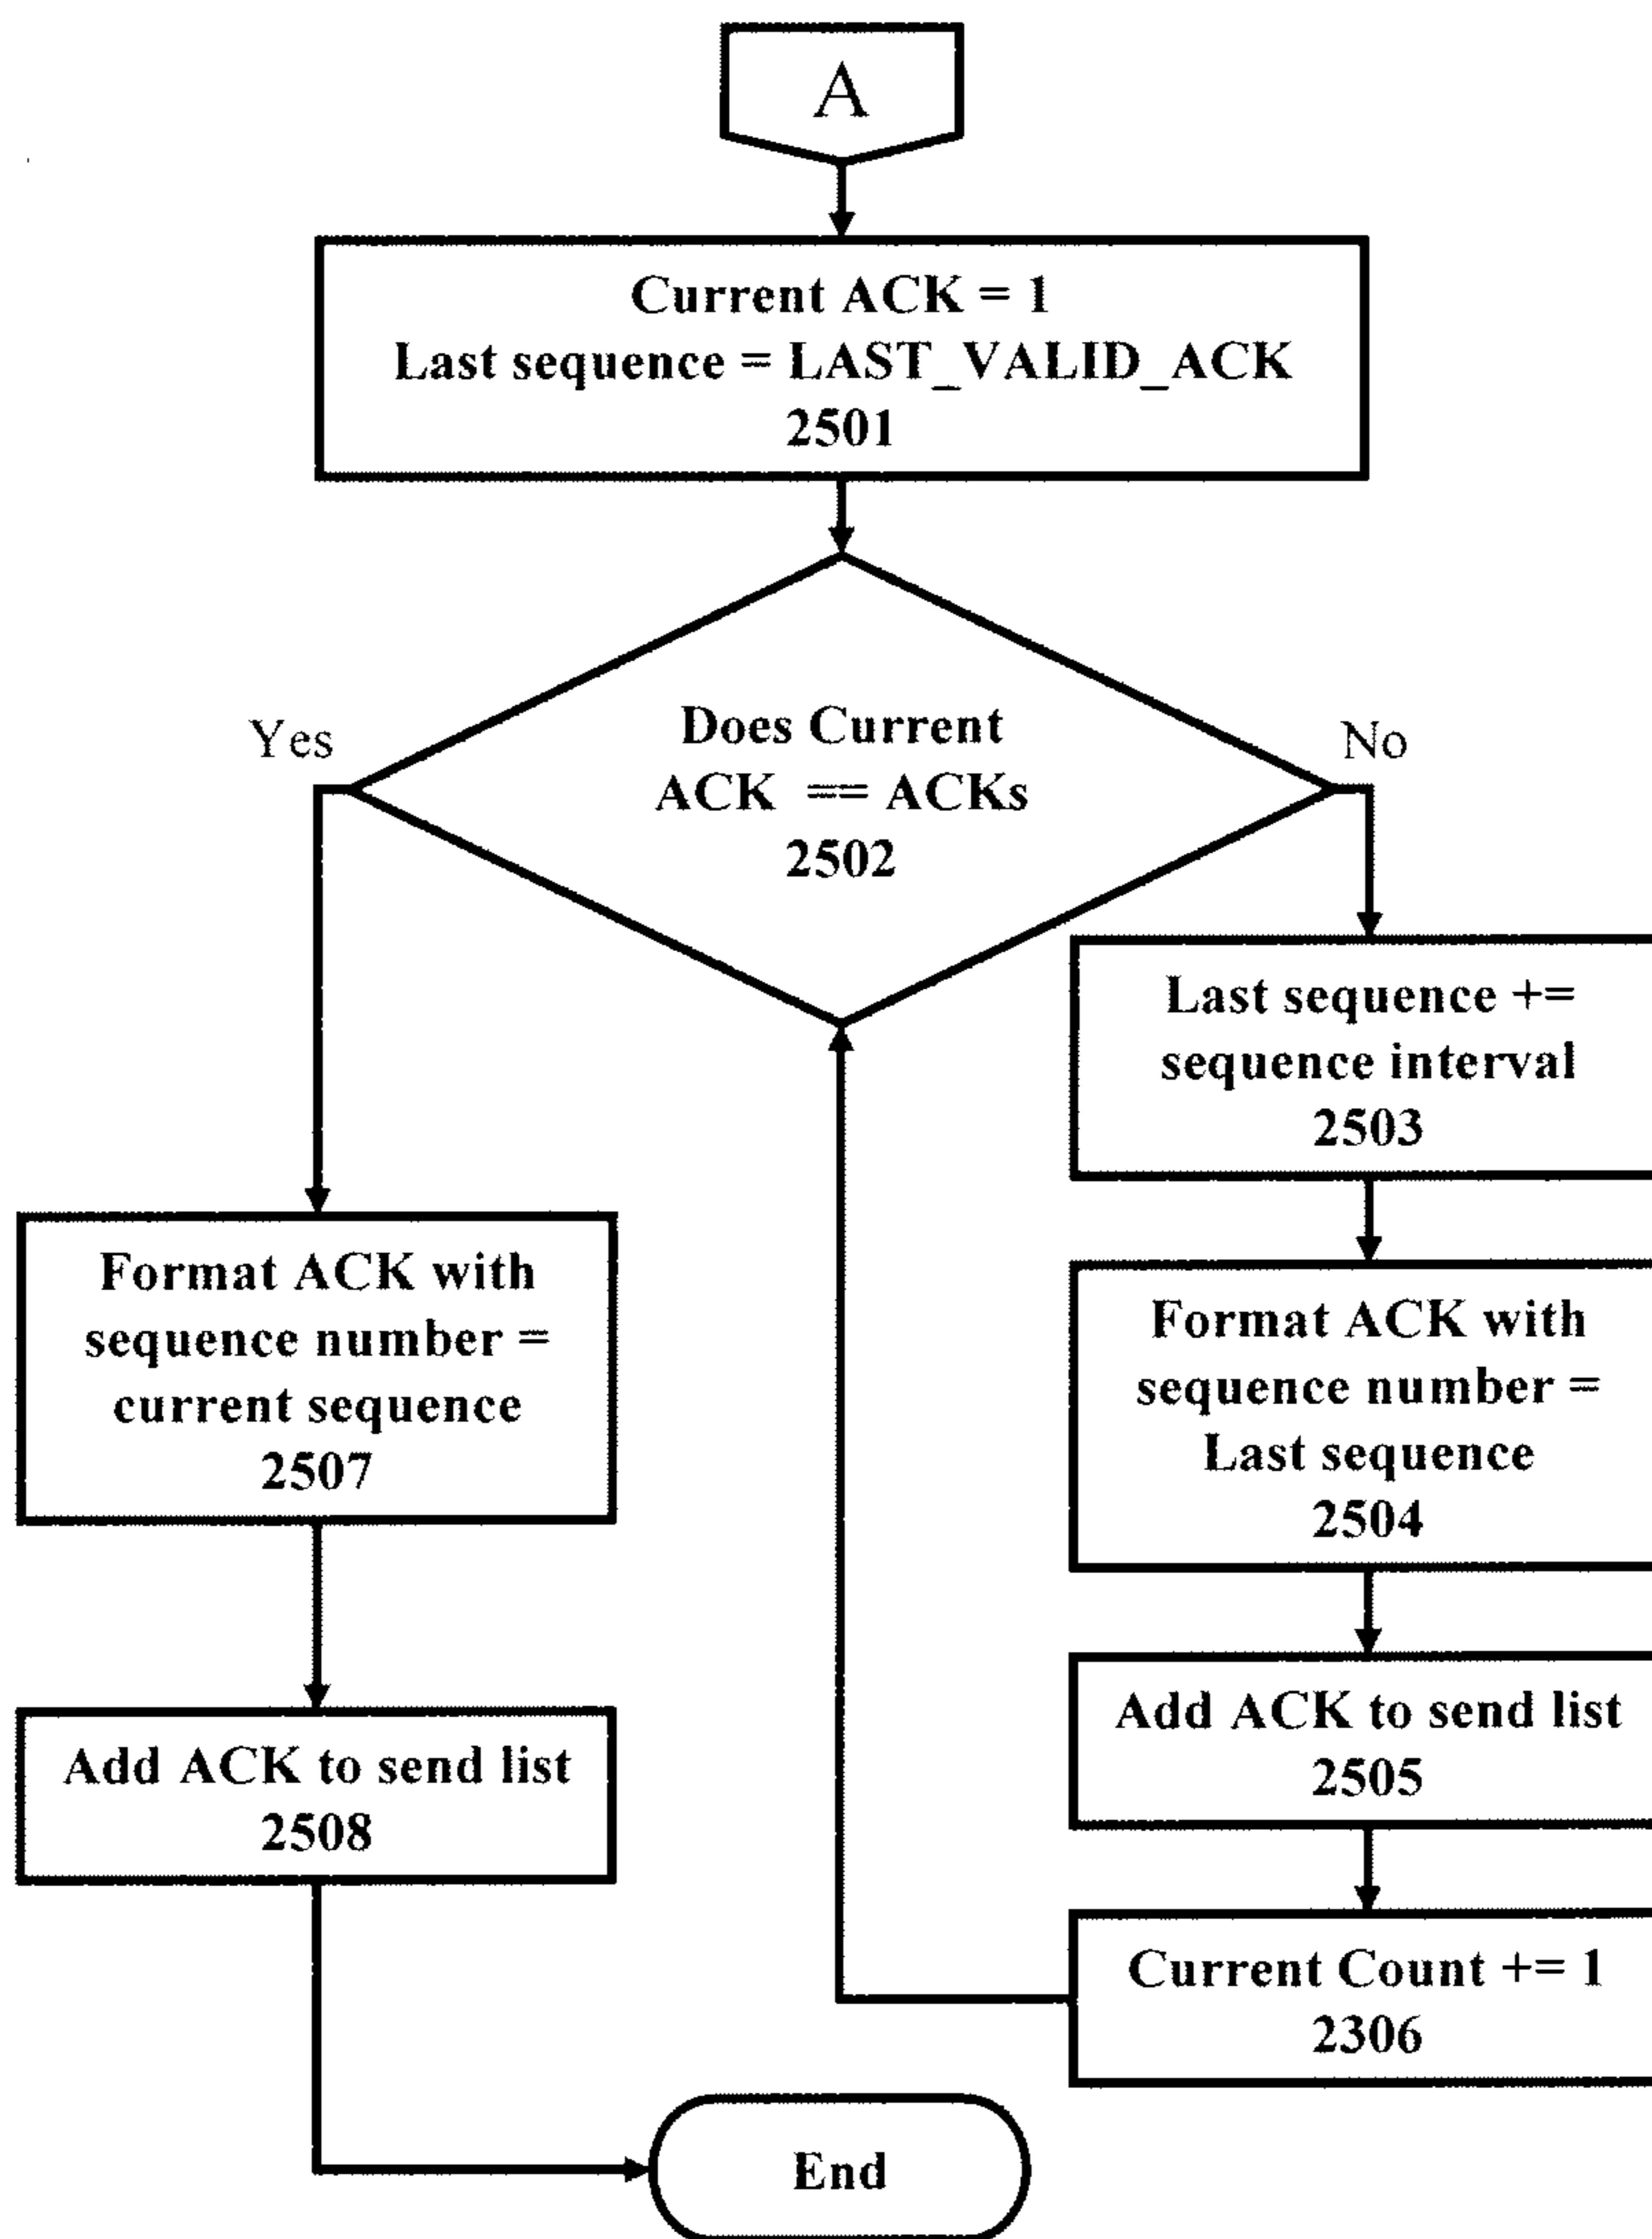 A
Current ACK = 1
Last sequence = LAST_VALID_ACK
2501
Does Current
ACK == ACKs
2502
Yes
No
Last sequence +=
sequence interval
2503
Format ACK with
sequence number =
Last sequence
2504
Add ACK to send list
2505
Current Count += 1
2306
Format ACK with
sequence number =
current sequence
2507
Add ACK to send list
2508
End